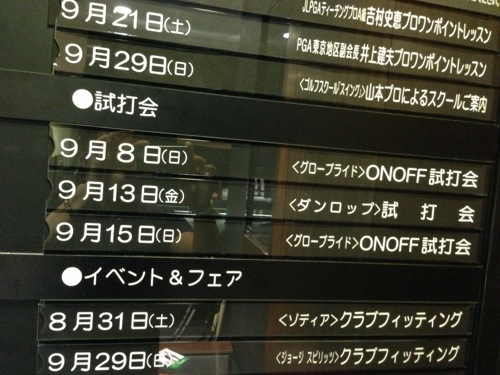 9月21日(土) JLPGAティーチングプロA級 吉村史恵プロワンポイントレッスン
9月29日(日) PGA東京地区副会長 井上建夫プロワンポイントレッスン
<ゴルフスクール「スイング」>山本プロによるスクールご案内
●試打会
9月8日(日) <グローブライド>ONOFF試打会
9月13日(金) <ダンロップ>試打会
9月15日(日) <グローブライド>ONOFF試打会
●イベント&フェア
8月31日(土) <ゾディア>クラブフィッティング
9月29日(日) <ジョージ スピリッツ>クラブフィッティング